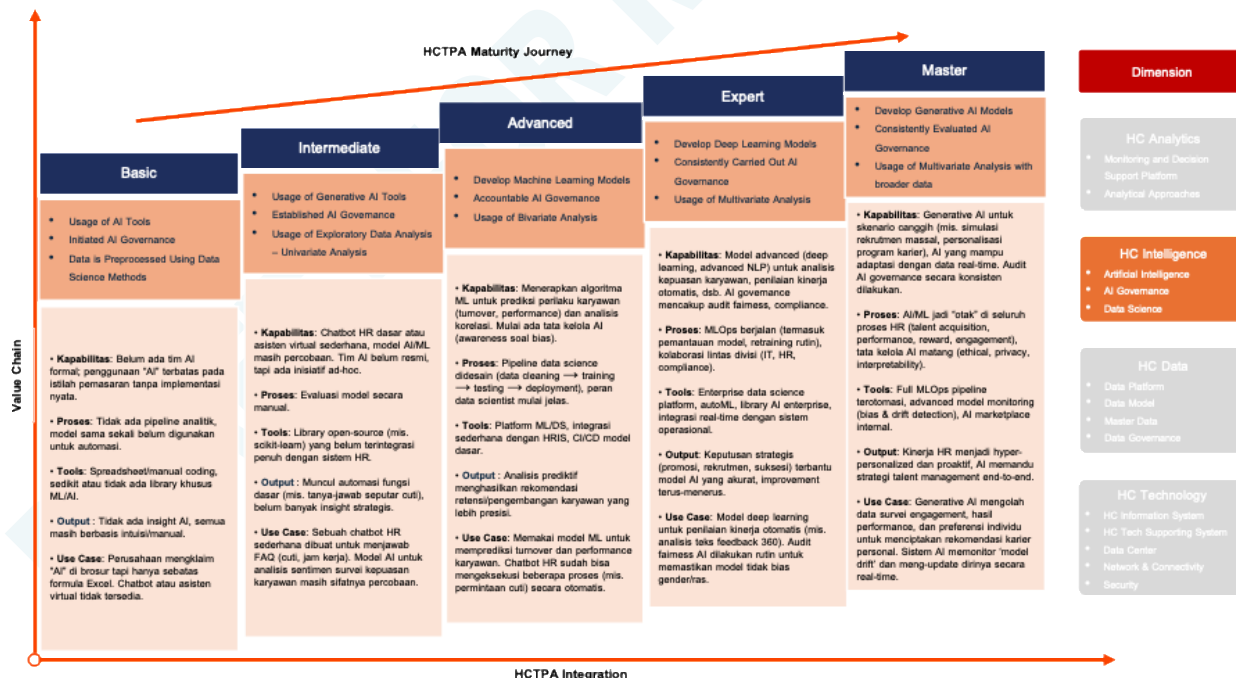 HCTPA Maturity Journey
Value Chain
HCTPA Integration
Basic
• Usage of AI Tools
• Initiated AI Governance
• Data is Preprocessed Using Data
Science Methods
• Kapabilitas: Belum ada tim AI
formal; penggunaan "AI" terbatas pada
istilah pemasaran tanpa implementasi
nyata.
• Proses: Tidak ada pipeline analitik,
model sama sekali belum digunakan
untuk automasi.
• Tools: Spreadsheet/manual coding,
sedikit atau tidak ada library khusus
ML/AI.
• Output : Tidak ada insight AI, semua
masih berbasis intuisi/manual.
• Use Case: Perusahaan mengklaim
"AI" di brosur tapi hanya sebatas
formula Excel. Chatbot atau asisten
virtual tidak tersedia.
Intermediate
• Usage of Generative AI Tools
• Established AI Governance
• Usage of Exploratory Data Analysis
– Univariate Analysis
• Kapabilitas: Chatbot HR dasar atau
asisten virtual sederhana, model AI/ML
masih percobaan. Tim AI belum resmi,
tapi ada inisiatif ad-hoc.
• Proses: Evaluasi model secara
manual.
• Tools: Library open-source (mis.
scikit-learn) yang belum terintegrasi
penuh dengan sistem HR.
• Output : Muncul automasi fungsi
dasar (mis. tanya-jawab seputar cuti),
belum banyak insight strategis.
• Use Case: Sebuah chatbot HR
sederhana dibuat untuk menjawab
FAQ (cuti, jam kerja). Model AI untuk
analisis sentimen survei kepuasan
karyawan masih sifatnya percobaan.
Advanced
• Develop Machine Learning Models
• Accountable AI Governance
• Usage of Bivariate Analysis
• Kapabilitas: Menerapkan algoritma
ML untuk prediksi perilaku karyawan
(turnover, performance) dan analisis
korelasi. Mulai ada tata kelola AI
(awareness soal bias).
• Proses: Pipeline data science
didesain (data cleaning → training
→ testing → deployment), peran
data scientist mulai jelas.
• Tools: Platform ML/DS, integrasi
sederhana dengan HRIS, CI/CD model
dasar.
• Output : Analisis prediktif
menghasilkan rekomendasi
retensi/pengembangan karyawan yang
lebih presisi.
• Use Case: Memakai model ML untuk
memprediksi turnover dan performance
karyawan. Chatbot HR sudah bisa
mengeksekusi beberapa proses (mis.
permintaan cuti) secara otomatis.
Expert
• Develop Deep Learning Models
• Consistently Carried Out AI
Governance
• Usage of Multivariate Analysis
• Kapabilitas: Model advanced (deep
learning, advanced NLP) untuk analisis
kepuasan karyawan, penilaian kinerja
otomatis, dsb. AI governance
mencakup audit fairness, compliance.
• Proses: MLOps berjalan (termasuk
pemantauan model, retraining rutin),
kolaborasi lintas divisi (IT, HR,
compliance).
• Tools: Enterprise data science
platform, autoML, library AI enterprise,
integrasi real-time dengan sistem
operasional.
• Output: Keputusan strategis
(promosi, rekrutmen, suksesi) terbantu
model AI yang akurat, improvement
terus-menerus.
• Use Case: Model deep learning
untuk penilaian kinerja otomatis (mis.
analisis teks feedback 360). Audit
fairness AI dilakukan rutin untuk
memastikan model tidak bias
gender/ras.
Master
• Develop Generative AI Models
• Consistently Evaluated AI
Governance
• Usage of Multivariate Analysis with
broader data
• Kapabilitas: Generative AI untuk
skenario canggih (mis. simulasi
rekrutmen massal, personalisasi
program karier), AI yang mampu
adaptasi dengan data real-time. Audit
AI governance secara konsisten
dilakukan.
• Proses: AI/ML jadi "otak" di seluruh
proses HR (talent acquisition,
performance, reward, engagement),
tata kelola AI matang (ethical, privacy,
interpretability).
• Tools: Full MLOps pipeline
terotomasi, advanced model monitoring
(bias & drift detection), AI marketplace
internal.
• Output: Kinerja HR menjadi hyper-
personalized dan proaktif, AI memandu
strategi talent management end-to-end.
• Use Case: Generative AI mengolah
data survei engagement, hasil
performance, dan preferensi individu
untuk menciptakan rekomendasi karier
personal. Sistem AI memonitor 'model
drift' dan meng-update dirinya secara
real-time.
Dimension
HC Analytics
• Monitoring and Decision
Support Platform
• Analytical Approaches
HC Intelligence
• Artificial Intelligence
• AI Governance
• Data Science
HC Data
• Data Platform
• Data Model
• Master Data
• Data Governance
HC Technology
• HC Information System
• HC Tech Supporting System
• Data Center
• Network & Connectivity
• Security